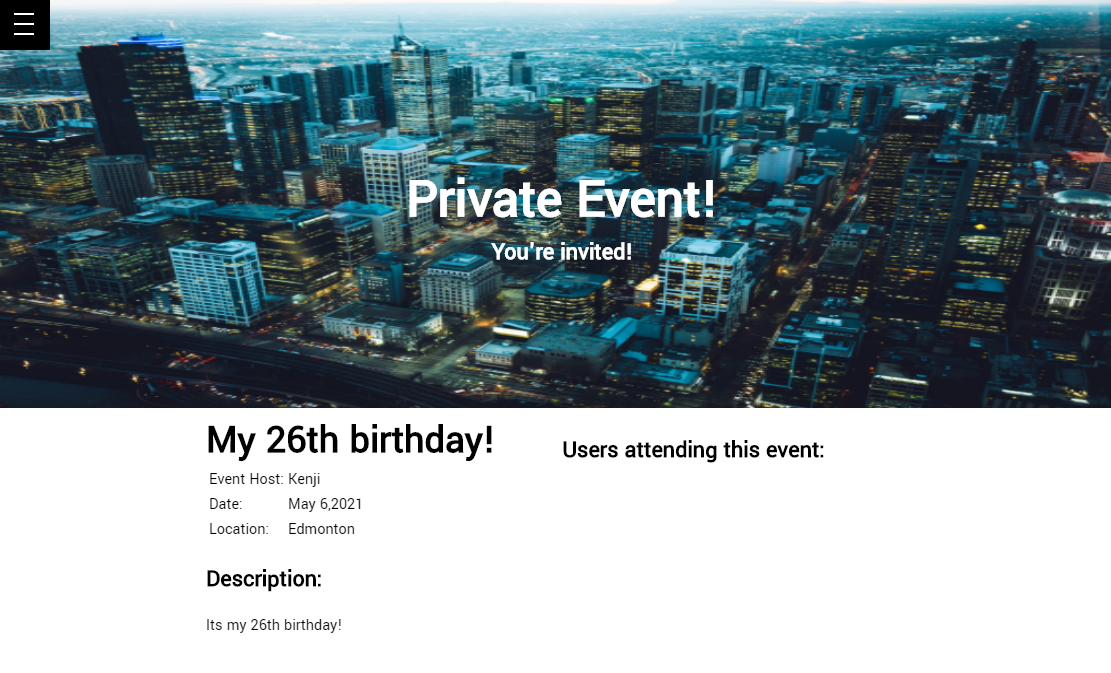 Private Event!
You're invited!
My 26th birthday!
Event Host: Kenji
Date: May 6,2021
Location: Edmonton
Description:
Its my 26th birthday!
Users attending this event: